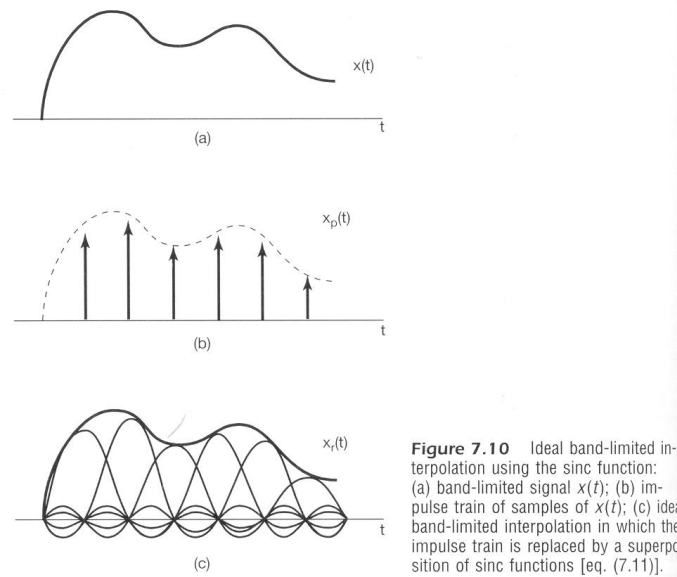 x(t)
t
(a)
xp(t)
t
(b)
xr(t)
t
(c)
Figure 7.10 Ideal band-limited in-
terpolation using the sinc function:
(a) band-limited signal x(t); (b) im-
pulse train of samples of x(t); (c) idea
band-limited interpolation in which the
impulse train is replaced by a superpo
sition of sinc functions [eq. (7.11)].